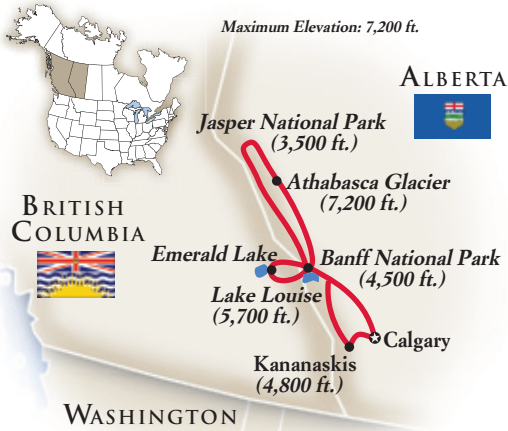 Maximum Elevation: 7,200 ft.
ALBERTA
Jasper National Park
(3,500 ft.)
Athabasca Glacier
(7,200 ft.)
BRITISH
COLUMBIA
Emerald Lake
Banff National Park
(4,500 ft.)
Lake Louise
(5,700 ft.)
Calgary
Kananaskis
(4,800 ft.)
WASHINGTON